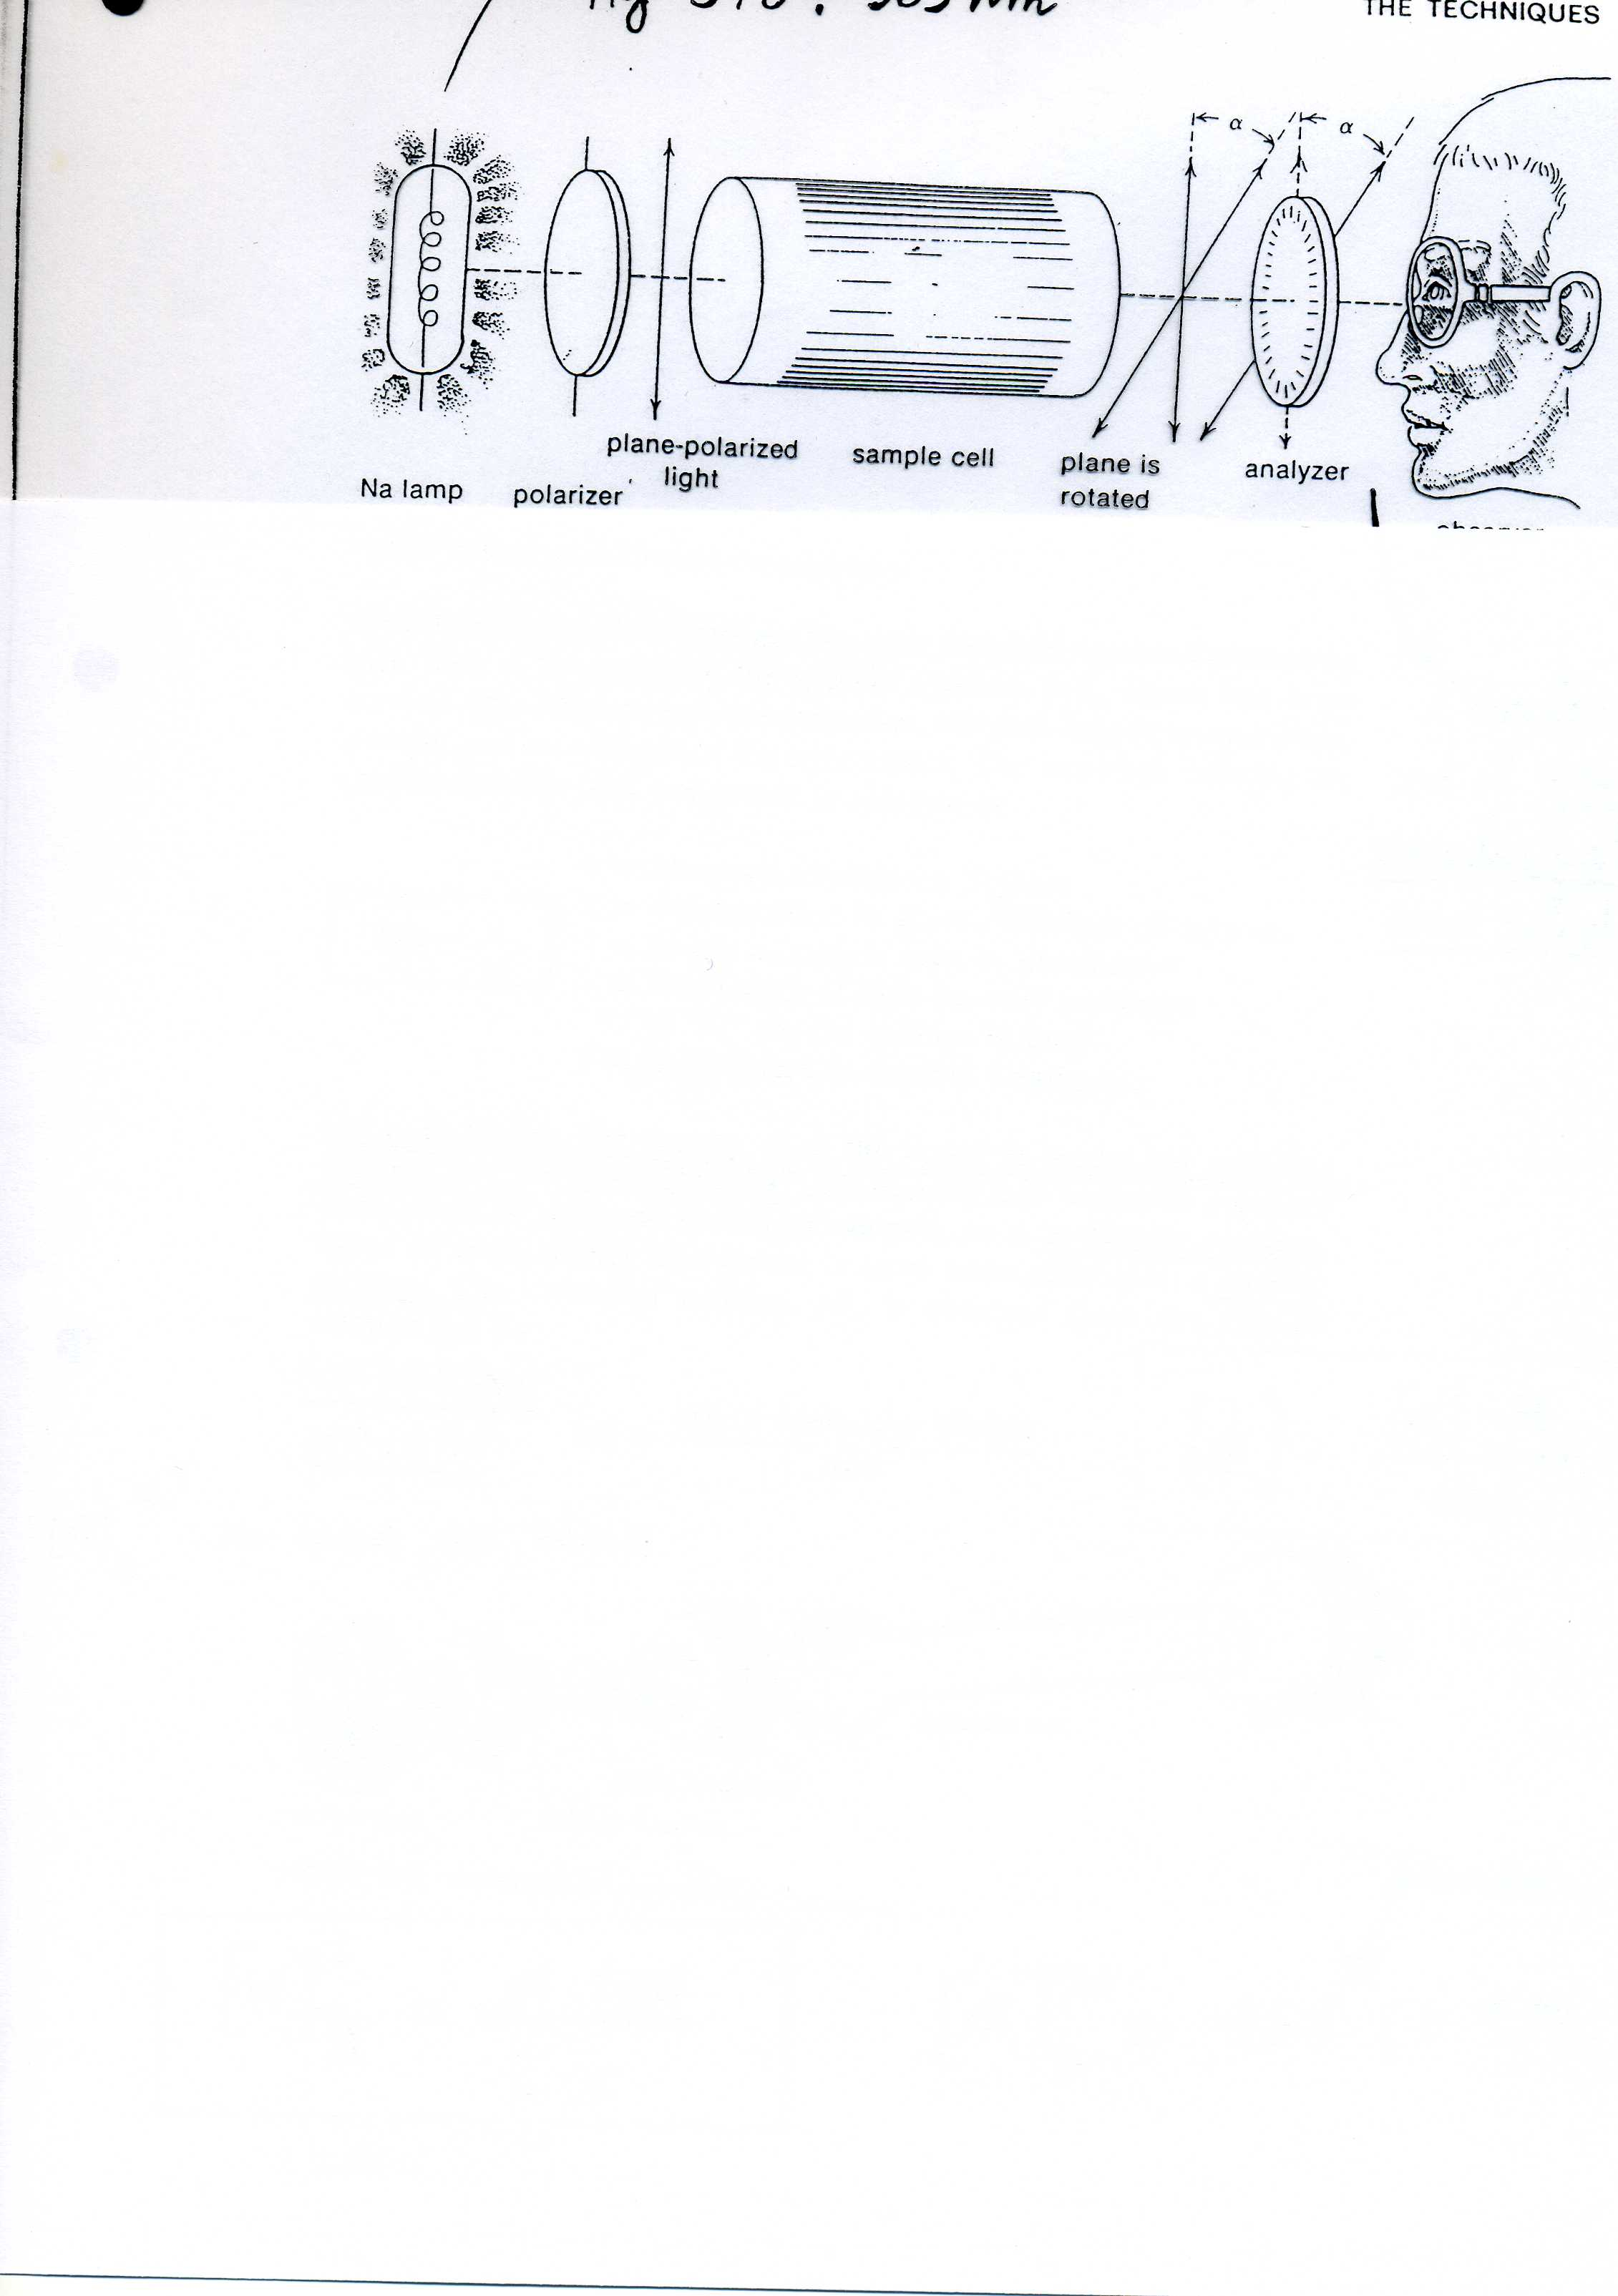 THE TECHNIQUES
α α
plane-polarized
light
sample cell
plane is
rotated
analyzer
Na lamp
polarizer